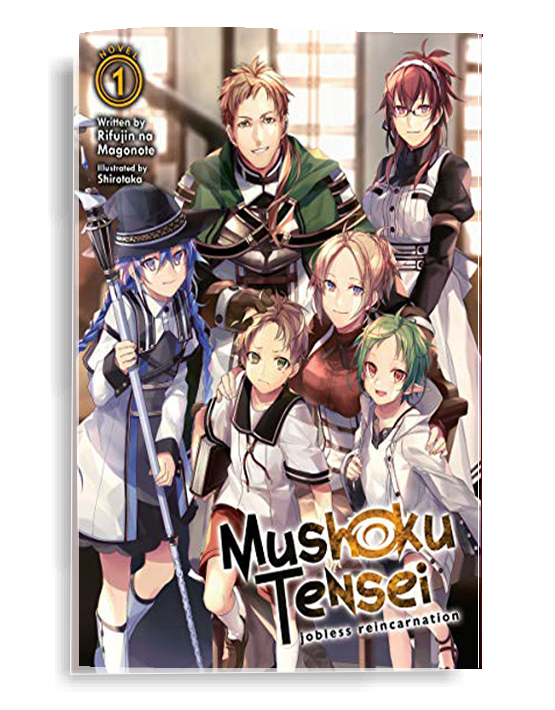 NOVEL
1
Written by
Rifujin na
Magonote
Illustrated by
Shirotaka
Mushoku
Tensei
jobless reincarnation